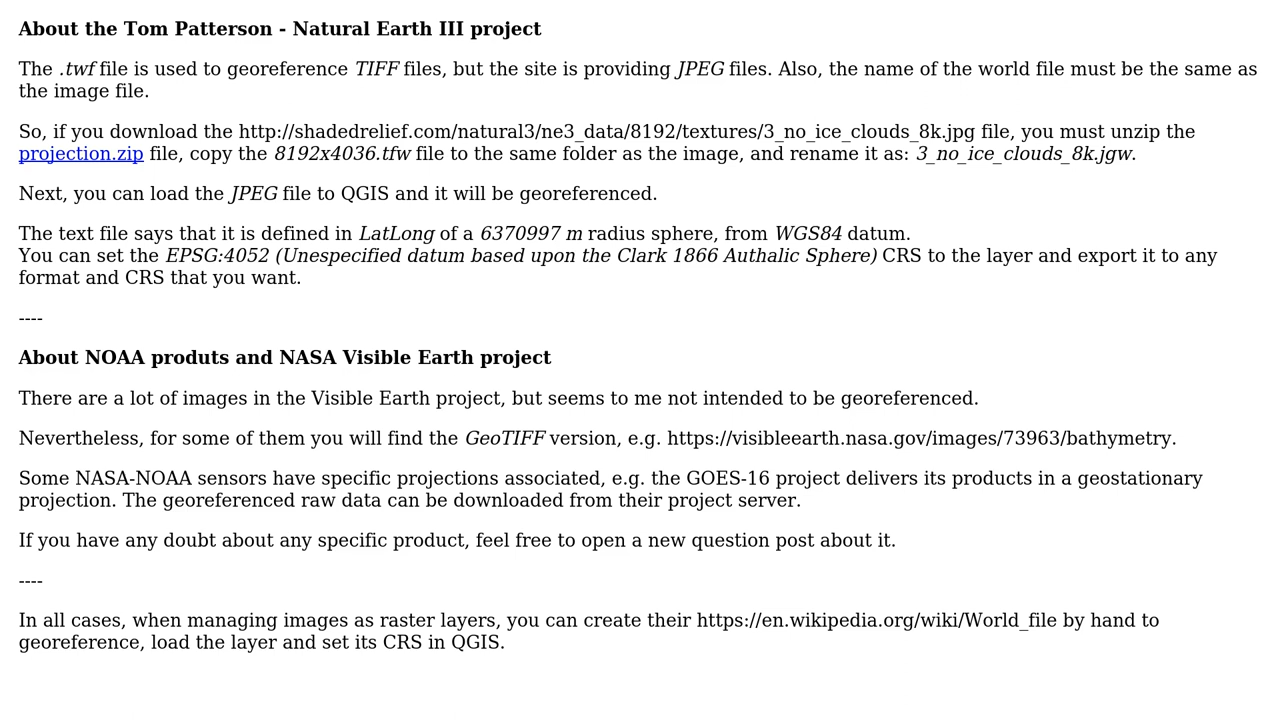 About the Tom Patterson - Natural Earth III project
The .twf file is used to georeference TIFF files, but the site is providing JPEG files. Also, the name of the world file must be the same as
the image file.
So, if you download the http://shadedrelief.com/natural3/ne3_data/8192/textures/3_no_ice_clouds_8k.jpg file, you must unzip the
projection.zip file, copy the 8192x4036.tfw file to the same folder as the image, and rename it as: 3_no_ice_clouds_8k.jgw.
Next, you can load the JPEG file to QGIS and it will be georeferenced.
The text file says that it is defined in LatLong of a 6370997 m radius sphere, from WGS84 datum.
You can set the EPSG:4052 (Unespecified datum based upon the Clark 1866 Authalic Sphere) CRS to the layer and export it to any
format and CRS that you want.
----
About NOAA produts and NASA Visible Earth project
There are a lot of images in the Visible Earth project, but seems to me not intended to be georeferenced.
Nevertheless, for some of them you will find the GeoTIFF version, e.g. https://visibleearth.nasa.gov/images/73963/bathymetry.
Some NASA-NOAA sensors have specific projections associated, e.g. the GOES-16 project delivers its products in a geostationary
projection. The georeferenced raw data can be downloaded from their project server.
If you have any doubt about any specific product, feel free to open a new question post about it.
----
In all cases, when managing images as raster layers, you can create their https://en.wikipedia.org/wiki/World_file by hand to
georeference, load the layer and set its CRS in QGIS.